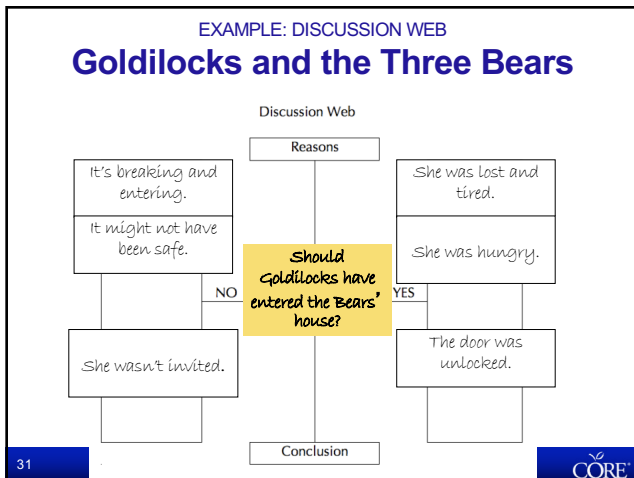 EXAMPLE: DISCUSSION WEB
Goldilocks and the Three Bears
Discussion Web
Reasons
It's breaking and
entering.
It might not have
been safe.
She was lost and
tired.
She was hungry.
NO
Should
Goldilocks have
entered the Bears'
house?
YES
She wasn't invited.
The door was
unlocked.
Conclusion
31
CORE